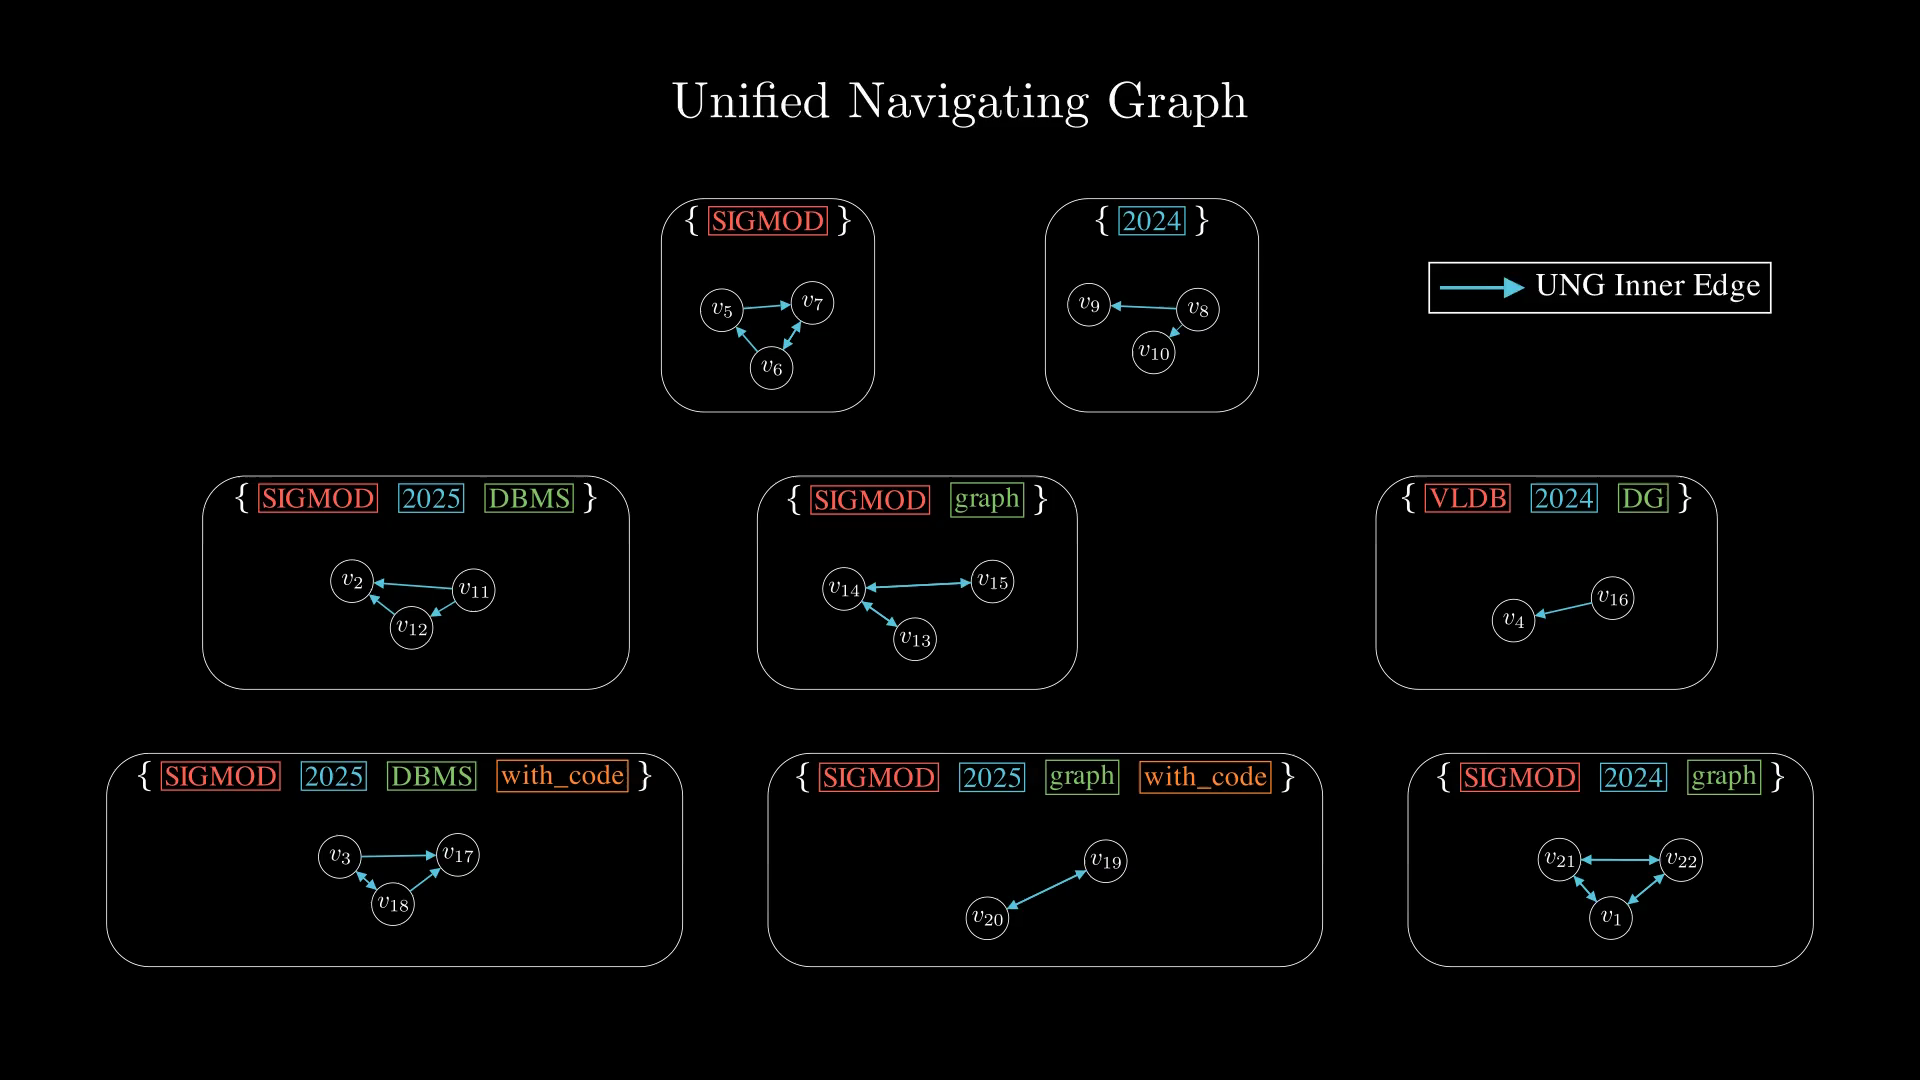 Unified Navigating Graph
{ SIGMOD }
{ 2024 }
v5
v7
v6
v9
v8
v10
UNG Inner Edge
{ SIGMOD 2025 DBMS }
{ SIGMOD graph }
{ VLDB 2024 DG }
v2
v11
v12
v14
v15
v13
v4
v16
{ SIGMOD 2025 DBMS with_code }
{ SIGMOD 2025 graph with_code }
{ SIGMOD 2024 graph }
v3
v17
v18
v19
v20
v21
v22
v1